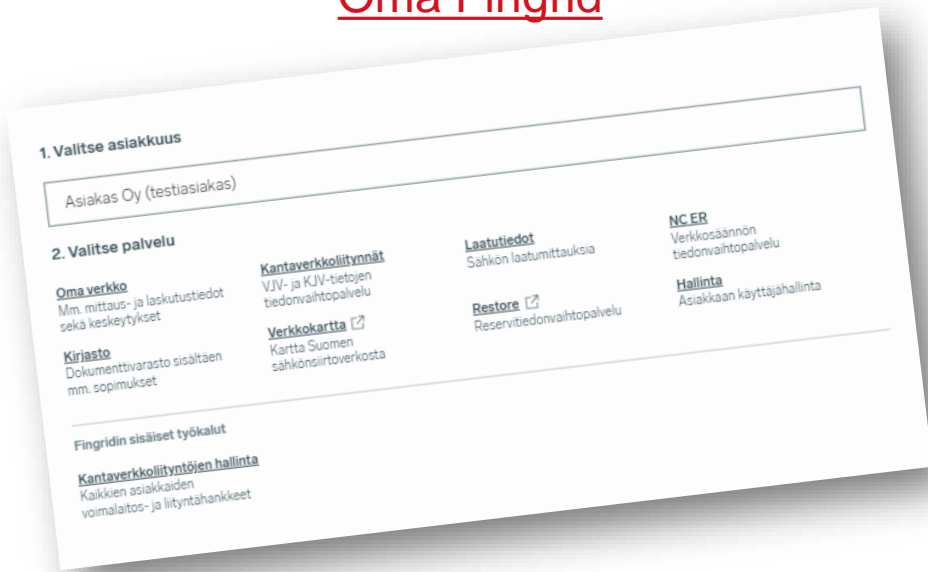 Oma Fingrid
1. Valitse asiakkuus
Asiakas Oy (testiasiakas)
2. Valitse palvelu
Oma verkko
Mm. mittaus- ja laskutustiedot
sekä keskeytykset
Kantaverkkoliitynnät
VJV- ja KJV-tietojen
tiedonvaihtopalvelu
Laatutiedot
Sähkön laatumittauksia
NC ER
Verkkosäännön
tiedonvaihtopalvelu
Kirjasto
Dokumenttivarasto sisältäen
mm. sopimukset
Verkkokartta
Kartta Suomen
sähkönsiirtoverkosta
Restore
Reservitiedonvaihtopalvelu
Hallinta
Asiakkaan käyttäjähallinta
Fingridin sisäiset työkalut
Kantaverkkoliityntöjen hallinta
Kaikkien asiakkaiden
voimalaitos- ja liityntähankkeet